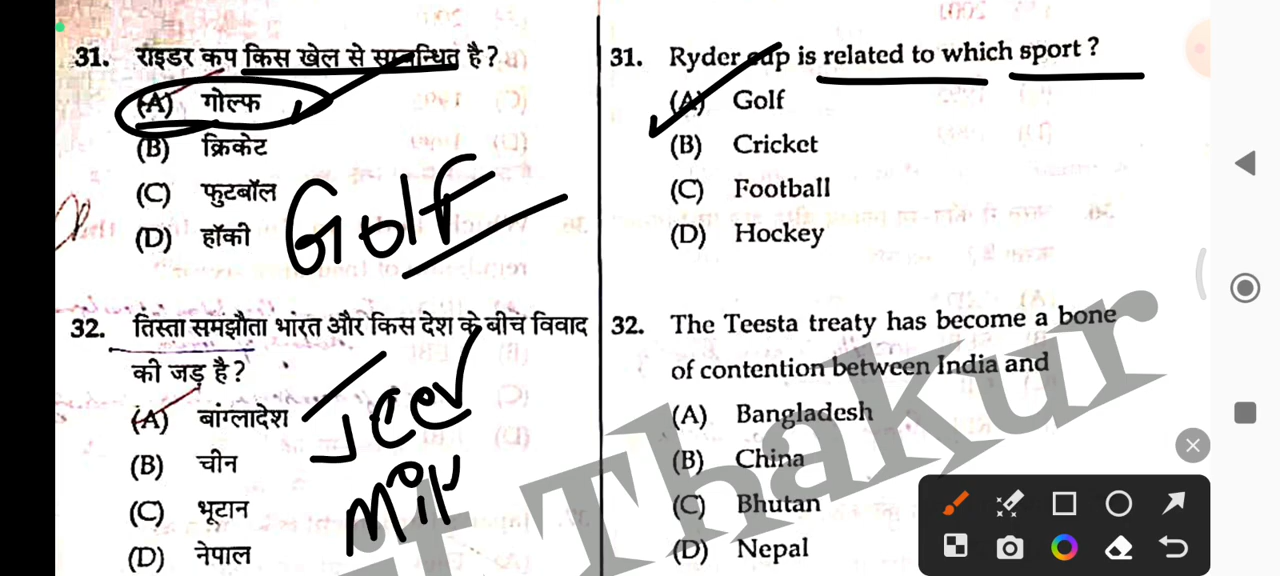 31. राइडर कप किस खेल से सम्बन्धित है ?
(A) गोल्फ
(B) क्रिकेट
(C) फुटबॉल
(D) हॉकी
Golf
32. तिस्ता समझौता भारत और किस देश के बीच विवाद
की जड़ है ?
(A) बांग्लादेश
(B) चीन
(C) भूटान
(D) नेपाल
31. Ryder cup is related to which sport ?
(A) Golf
(B) Cricket
(C) Football
(D) Hockey
32. The Teesta treaty has become a bone
of contention between India and
(A) Bangladesh
(B) China
(C) Bhutan
(D) Nepal
Thakur